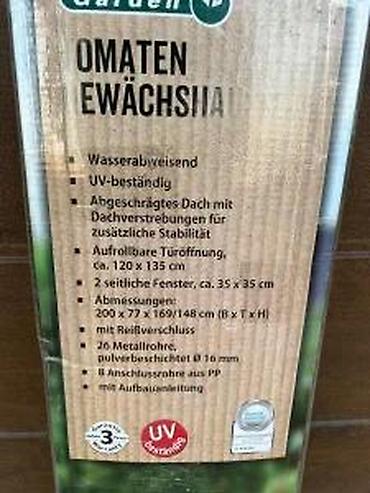 Garden
OMATEN
EWÄCHSHAU
Wasserabweisend
UV-beständig
Abgeschrägtes Dach mit
Dachverstrebungen für
zusätzliche Stabilität
Aufrollbare Türöffnung,
ca. 120 x 135 cm
2 seitliche Fenster, ca. 35 x 35 cm
Abmessungen:
200 x 77 x 169/148 cm (B x T x H)
mit Reißverschluss
26 Metallrohre,
pulverbeschichtet Ø 16 mm
8 Anschlussrohre aus PP
mit Aufbauanleitung
3
UV
beständig